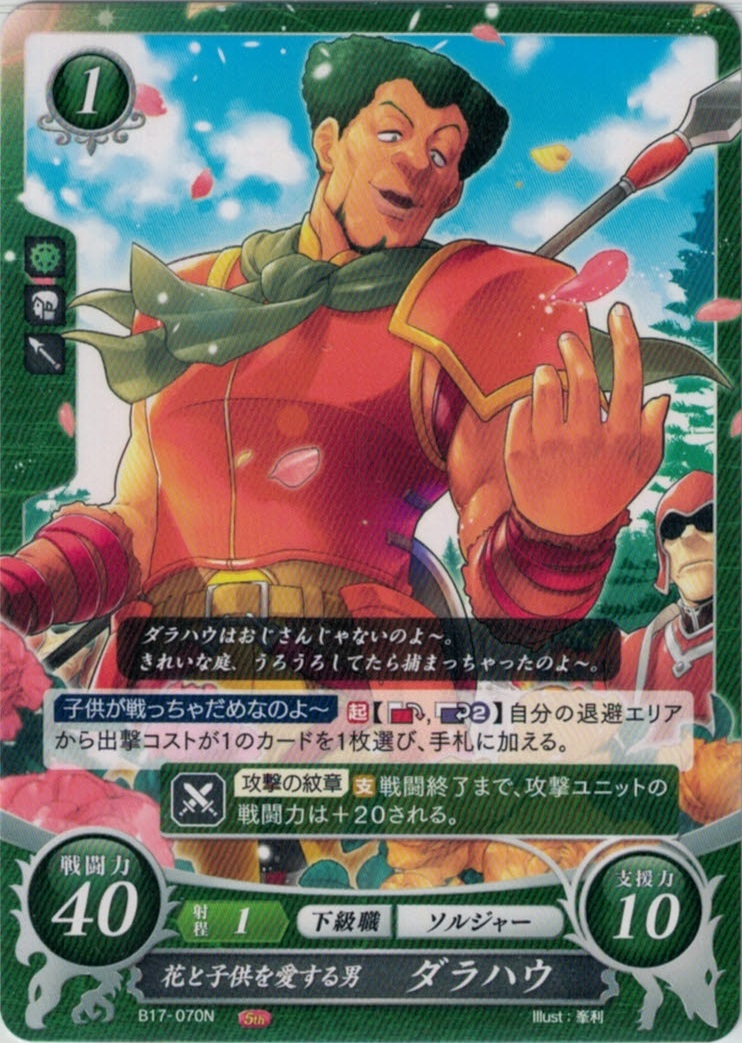 1
ダラハウはおじさんじゃないのよ～。
きれいな庭、うろうろしてたら捕まっちゃったのよ～。
子供が戦っちゃだめなのよ～ 起【 , 2】自分の退避エリア
から出撃コストが1のカードを1枚選び、手札に加える。
攻撃の紋章 支 戦闘終了まで、攻撃ユニットの
戦闘力は＋20される。
戦闘力
40
射程 1
下級職 ソルジャー
支援力
10
花と子供を愛する男 ダラハウ
B17-070N 5th Illust：峯利